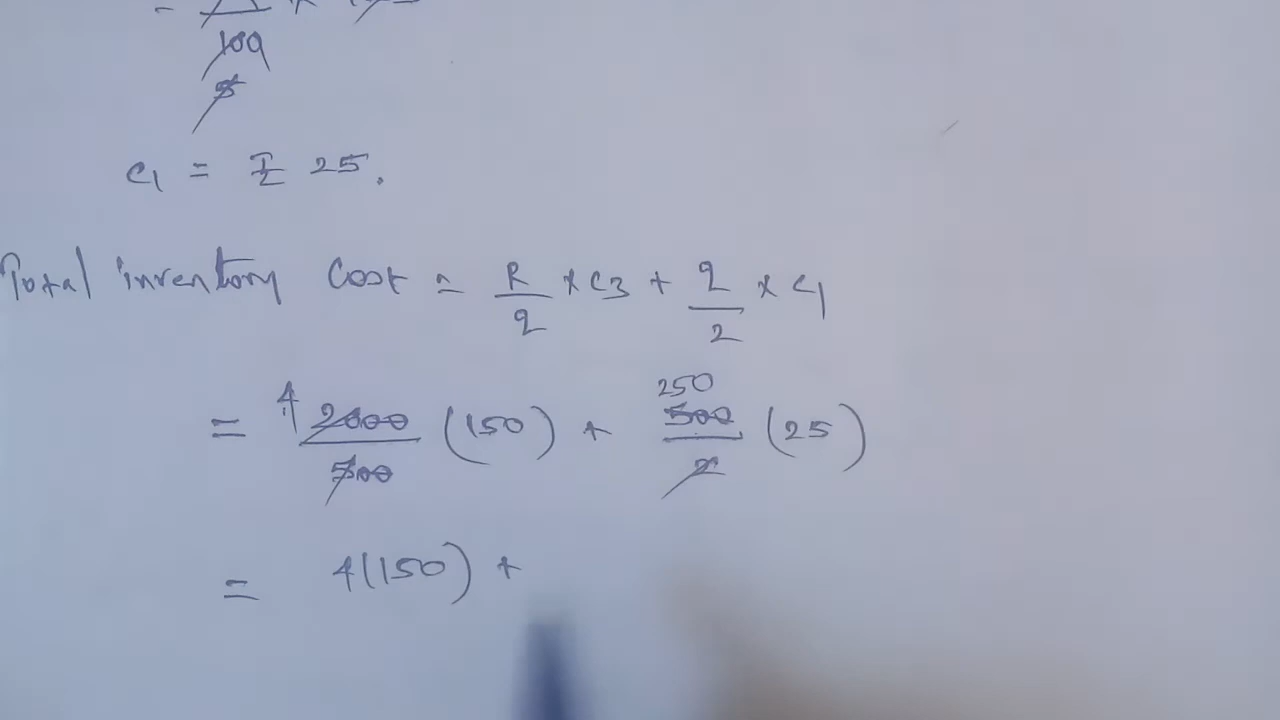 100
5
C1 = ₹ 25.
Total inventory Cost = R/q × C3 + q/2 × C1
= 4 2000/500 (150) + 250 500/2 (25)
= 4(150) +